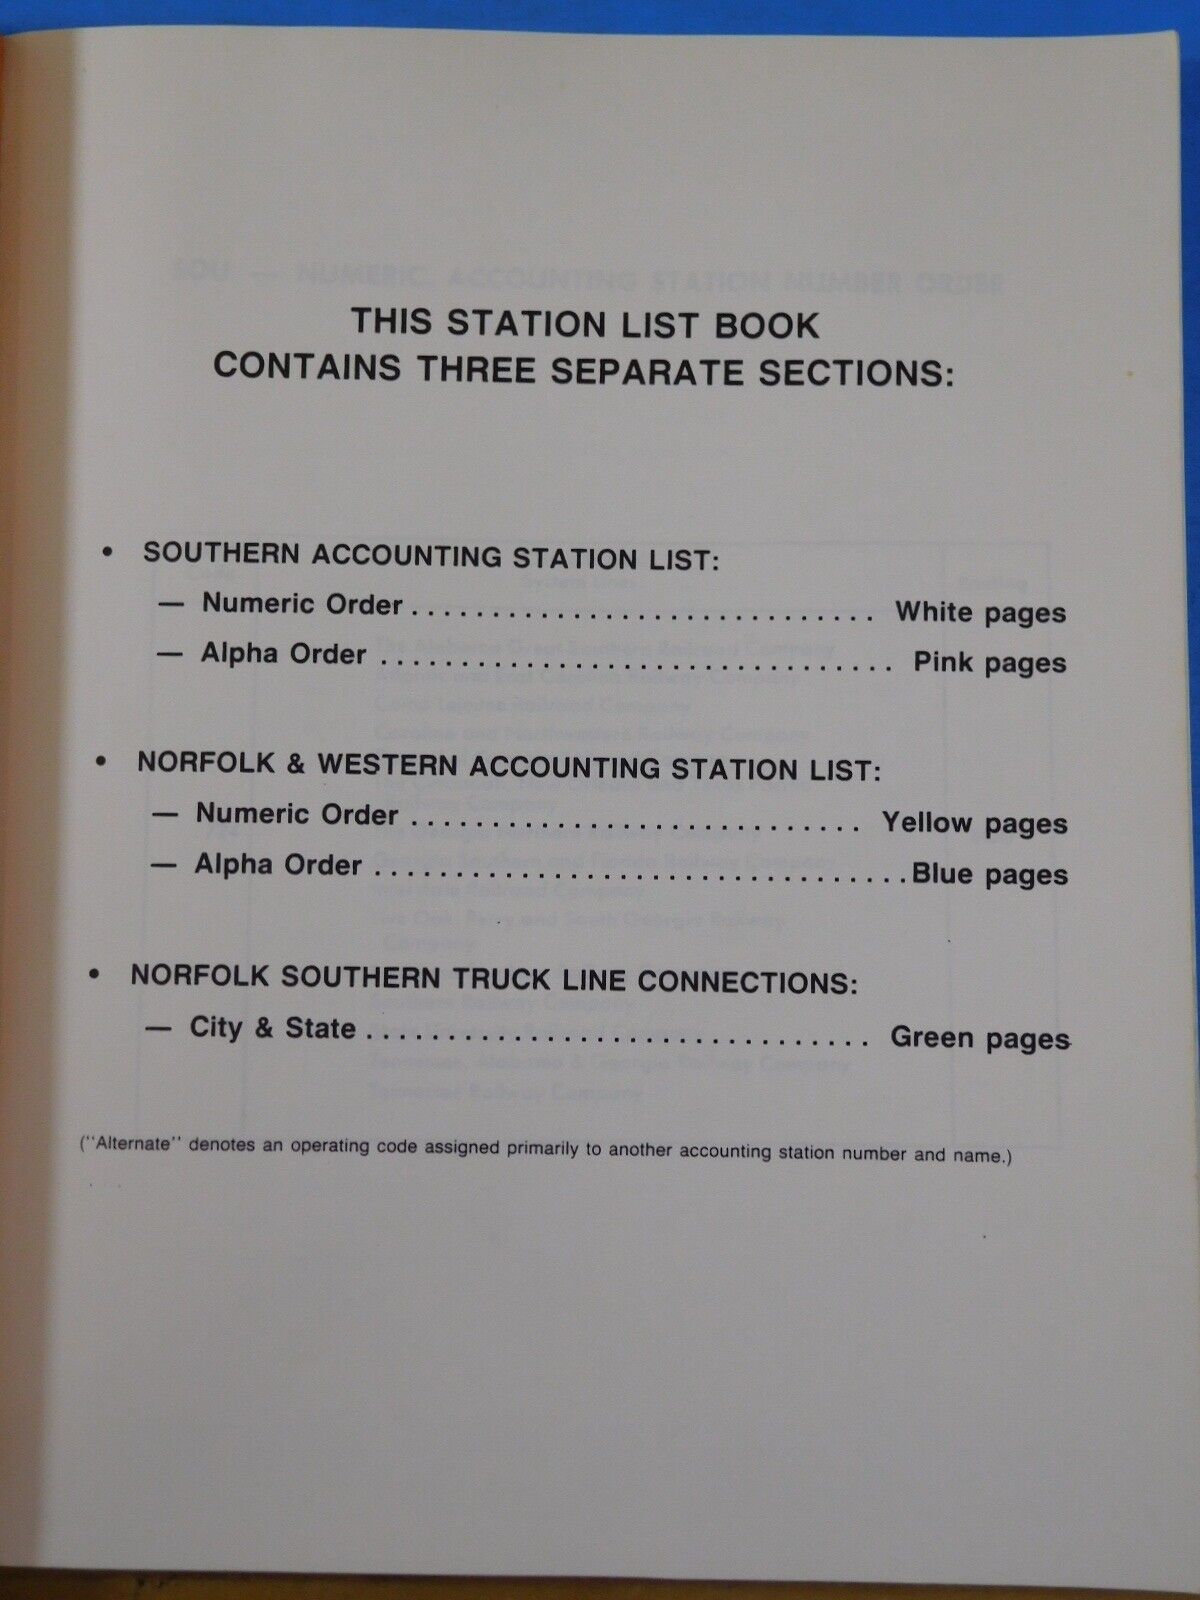 THIS STATION LIST BOOK
CONTAINS THREE SEPARATE SECTIONS:
• SOUTHERN ACCOUNTING STATION LIST:
— Numeric Order . . . . . . . . . . . . . . . . . . . . . . . . . . . . . . White pages
— Alpha Order . . . . . . . . . . . . . . . . . . . . . . . . . . . . . . . . . Pink pages
• NORFOLK & WESTERN ACCOUNTING STATION LIST:
— Numeric Order . . . . . . . . . . . . . . . . . . . . . . . . . . . . . Yellow pages
— Alpha Order . . . . . . . . . . . . . . . . . . . . . . . . . . . . . . . . . . Blue pages
• NORFOLK SOUTHERN TRUCK LINE CONNECTIONS:
— City & State . . . . . . . . . . . . . . . . . . . . . . . . . . . . . . . . Green pages
("Alternate" denotes an operating code assigned primarily to another accounting station number and name.)